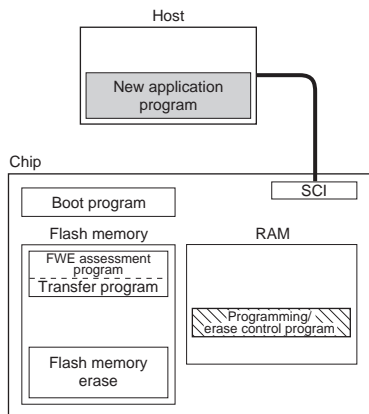 Host
New application
program
Chip
SCI
Boot program
Flash memory
RAM
FWE assessment
program
Transfer program
Programming/
erase control program
Flash memory
erase